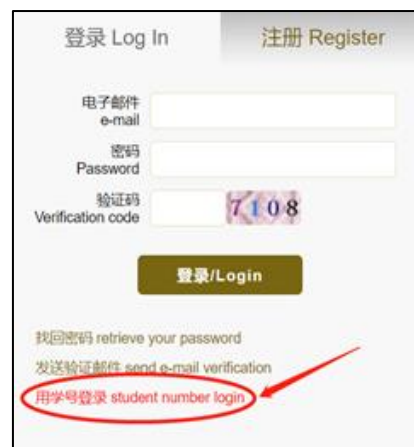 登录 Log In
注册 Register
电子邮件
e-mail
密码
Password
验证码
Verification code
7108
登录/Login
找回密码 retrieve your password
发送验证邮件 send e-mail verification
用学号登录 student number login